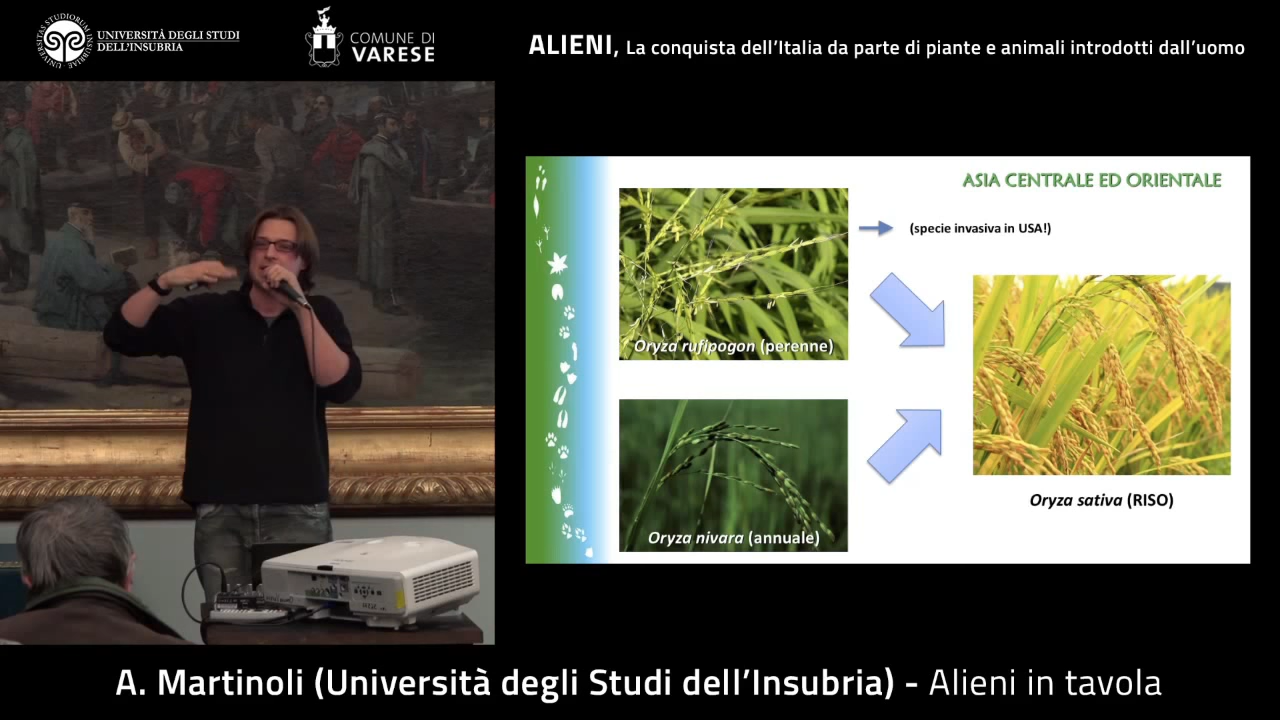 UNIVERSITÀ DEGLI STUDI
DELL'INSUBRIA
COMUNE DI
VARESE
ALIENI, La conquista dell'Italia da parte di piante e animali introdotti dall'uomo
ASIA CENTRALE ED ORIENTALE
(specie invasiva in USA!)
Oryza rufipogon (perenne)
Oryza sativa (RISO)
Oryza nivara (annuale)
A. Martinoli (Università degli Studi dell'Insubria) - Alieni in tavola